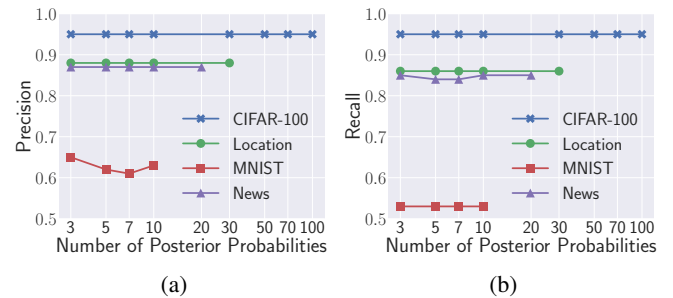 1.0
0.9
0.8
0.7
0.6
0.5
Precision
CIFAR-100
Location
MNIST
News
3 5 7 10 20 30 50 70 100
Number of Posterior Probabilities
(a)
1.0
0.9
0.8
0.7
0.6
0.5
Recall
CIFAR-100
Location
MNIST
News
3 5 7 10 20 30 50 70 100
Number of Posterior Probabilities
(b)